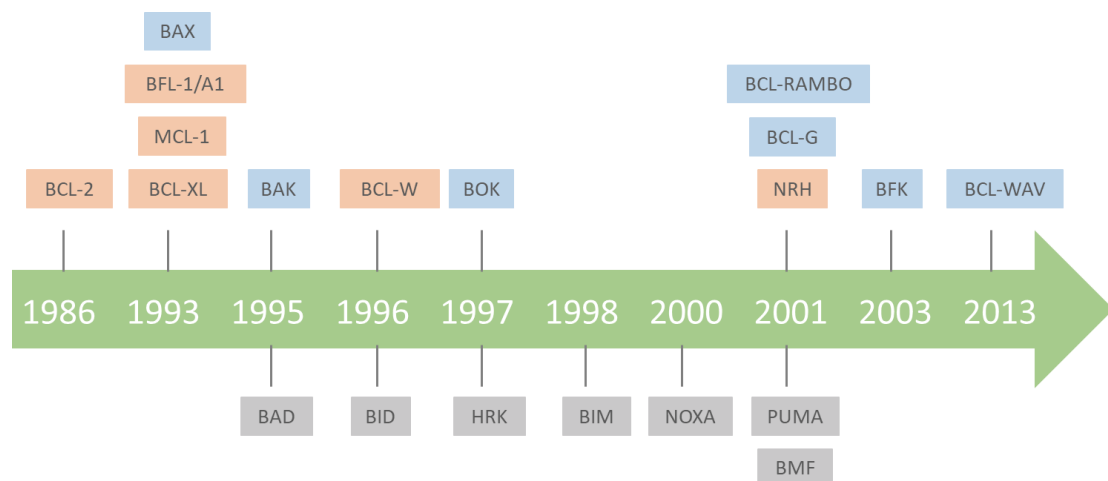 BAX
BFL-1/A1
BCL-RAMBO
MCL-1
BCL-G
BCL-2
BCL-XL
BAK
BCL-W
BOK
NRH
BFK
BCL-WAV
1986 1993 1995 1996 1997 1998 2000 2001 2003 2013
BAD
BID
HRK
BIM
NOXA
PUMA
BMF